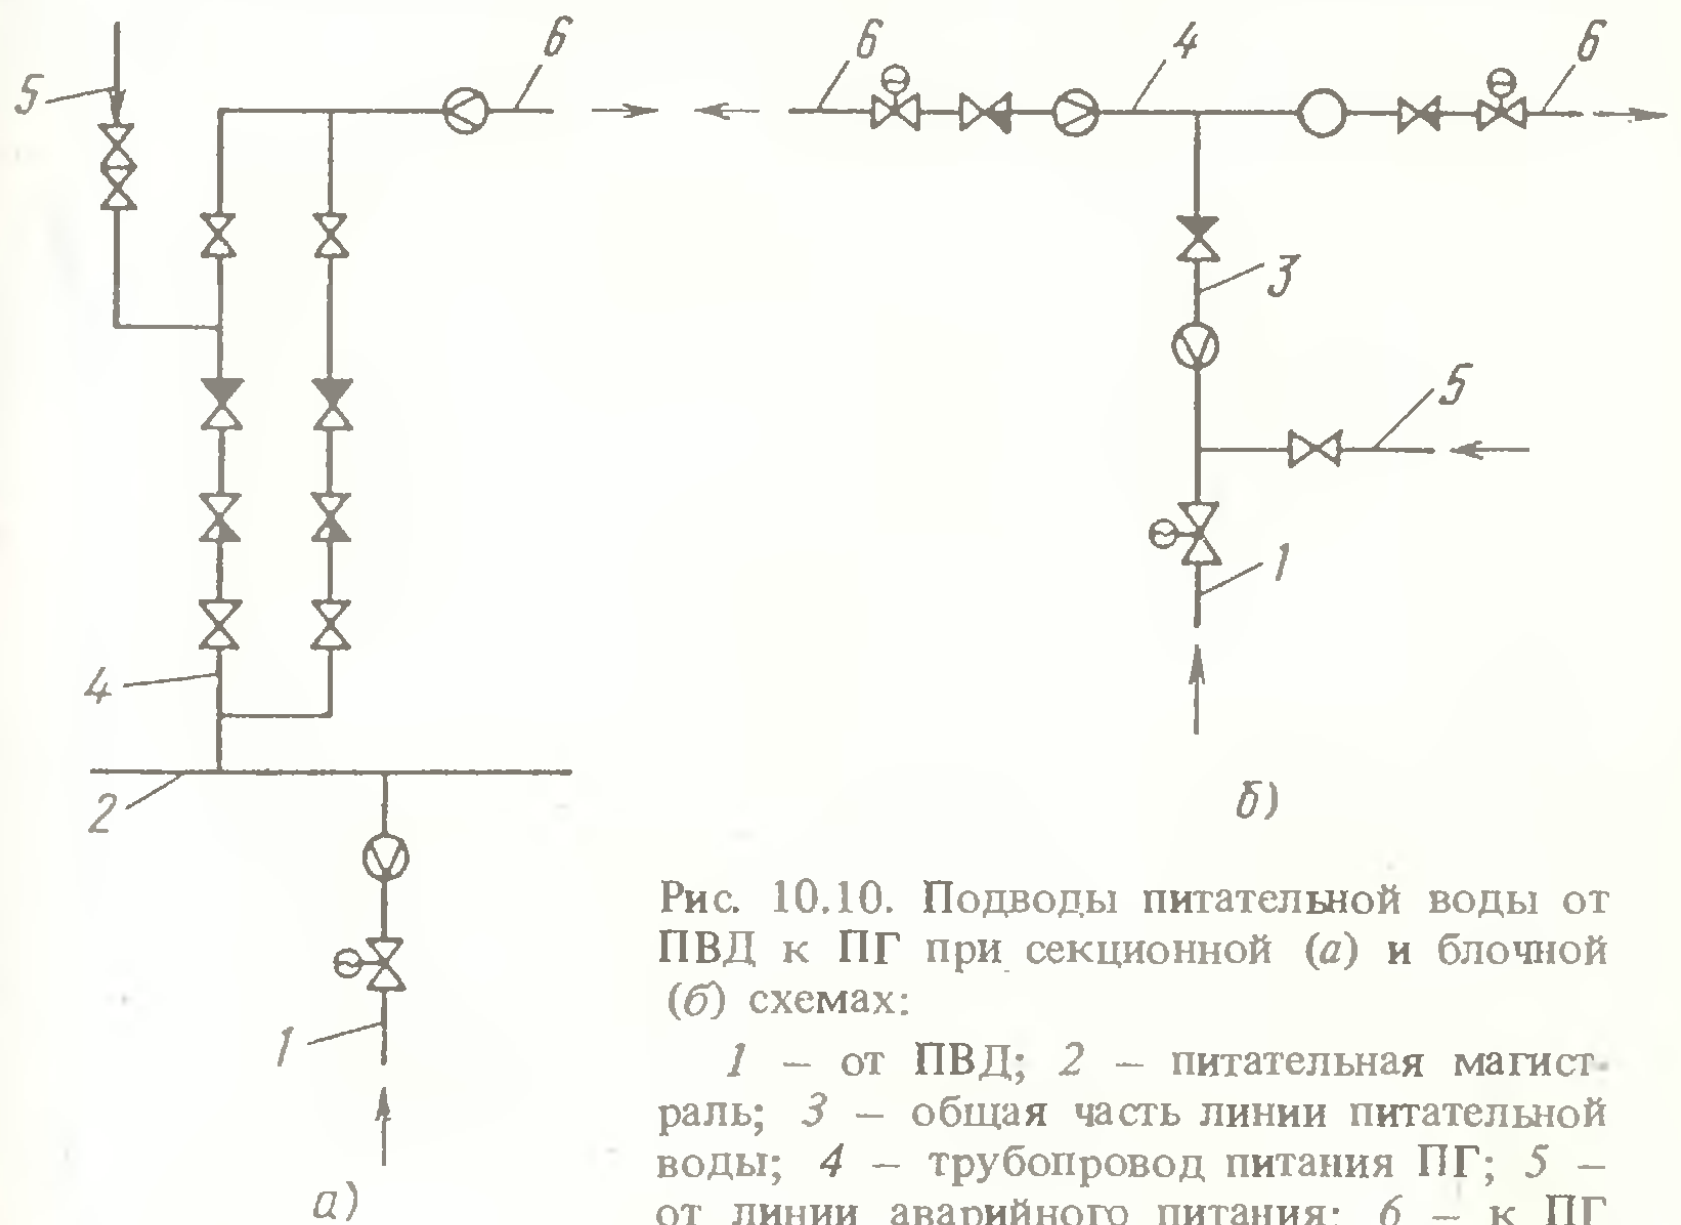 5
6
6
4
6
3
5
4
1
2
б)
1
а)
Рис. 10.10. Подводы питательной воды от
ПВД к ПГ при секционной (а) и блочной
(б) схемах:
1 – от ПВД; 2 – питательная магист-
раль; 3 – общая часть линии питательной
воды; 4 – трубопровод питания ПГ; 5 –
от линии аварийного питания; 6 – к ПГ